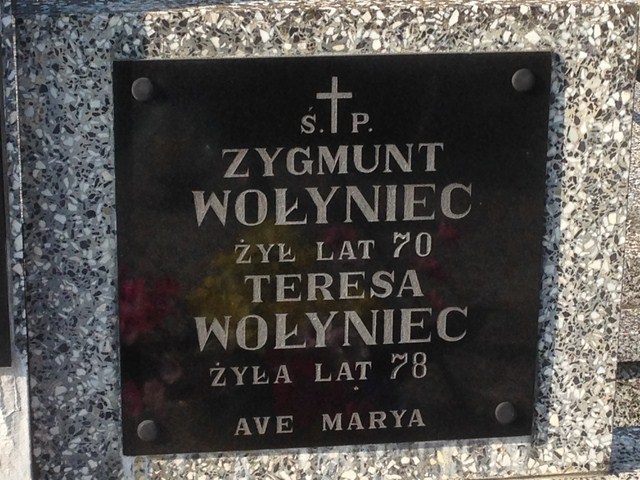 Ś. P.
ZYGMUNT
WOŁYNIEC
ŻYŁ LAT 70
TERESA
WOŁYNIEC
ŻYŁA LAT 78
AVE MARYA